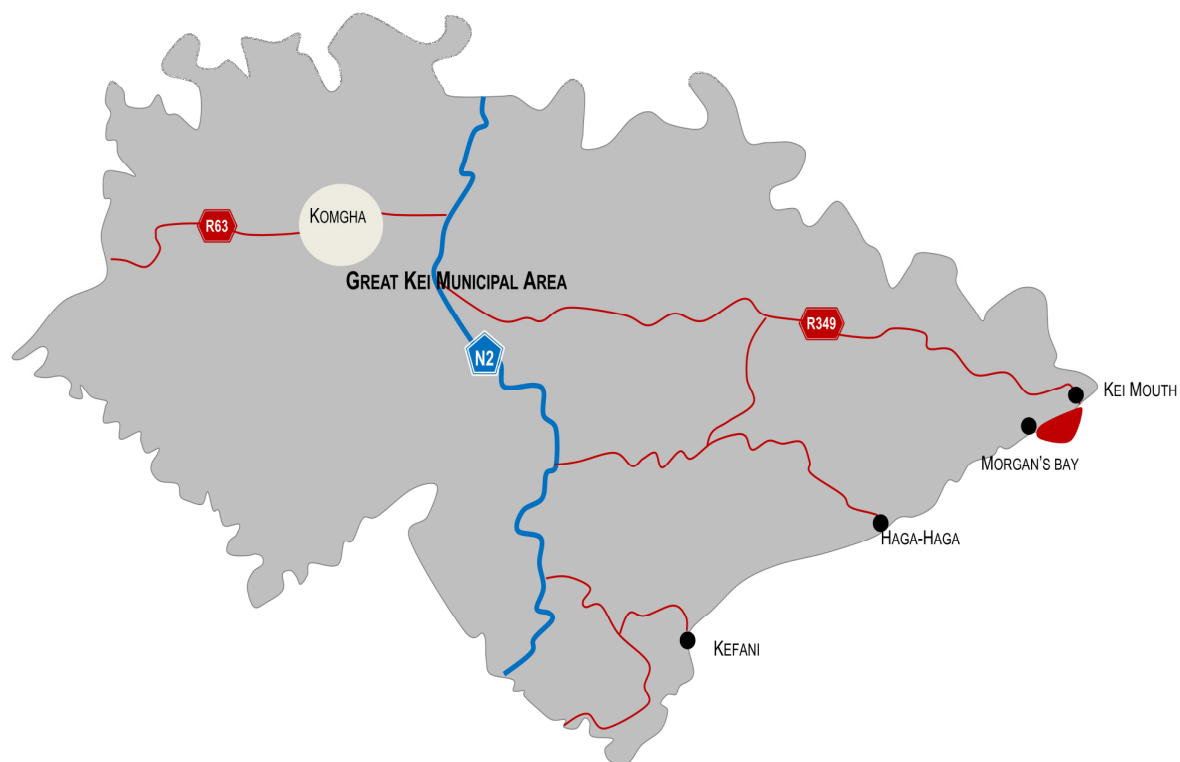 KOMGHA
R63
GREAT KEI MUNICIPAL AREA
R349
N2
KEI MOUTH
MORGAN'S BAY
HAGA-HAGA
KEFANI